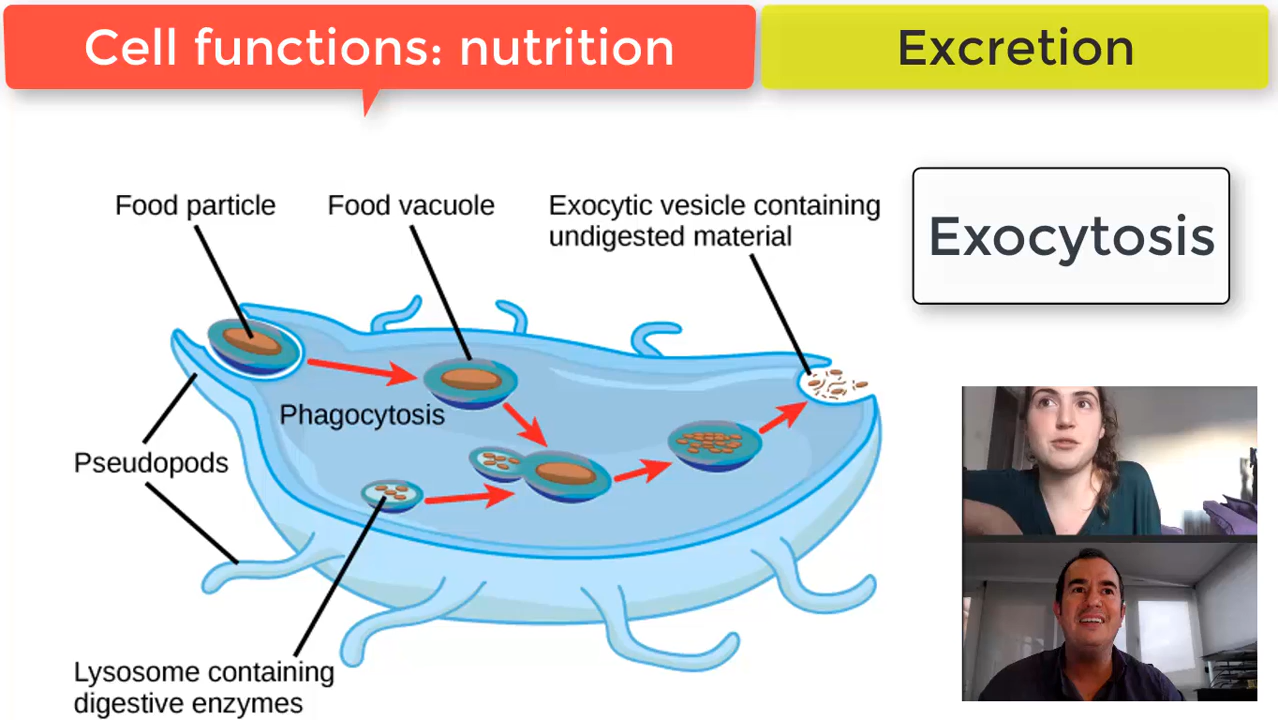 Cell functions: nutrition
Excretion
Food particle
Food vacuole
Exocytic vesicle containing
undigested material
Exocytosis
Phagocytosis
Pseudopods
Lysosome containing
digestive enzymes